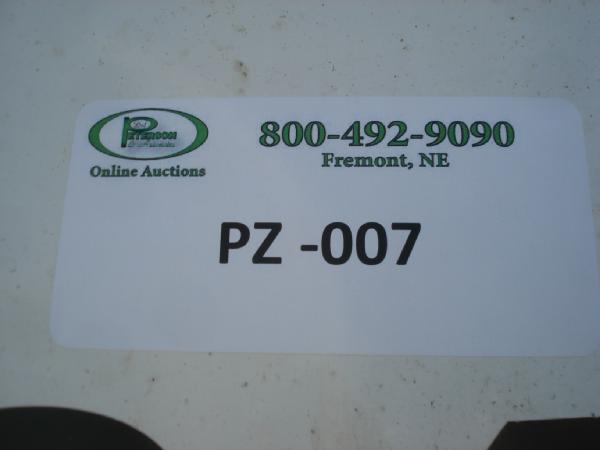 PETERSON
Online Auctions
800-492-9090
Fremont, NE
PZ -007